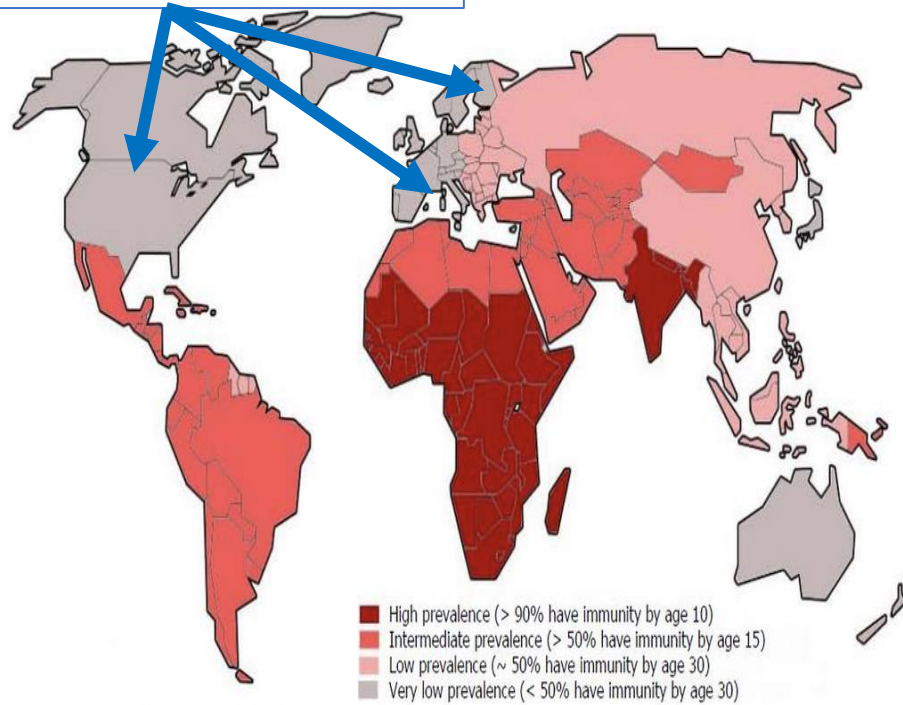 High prevalence (> 90% have immunity by age 10)
Intermediate prevalence (> 50% have immunity by age 15)
Low prevalence (~ 50% have immunity by age 30)
Very low prevalence (< 50% have immunity by age 30)